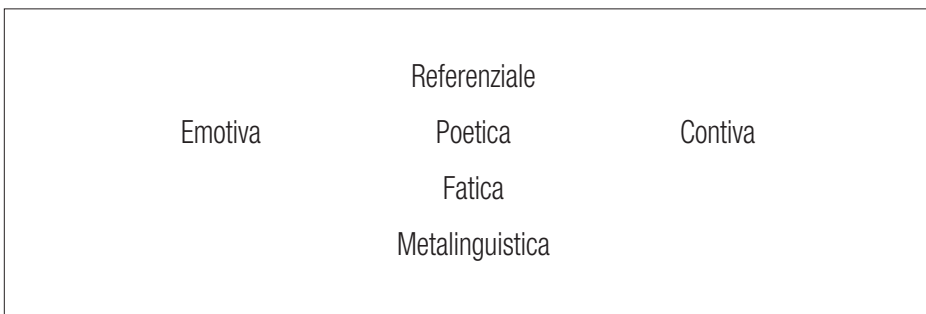 Referenziale
Emotiva Poetica Contiva
Fatica
Metalinguistica